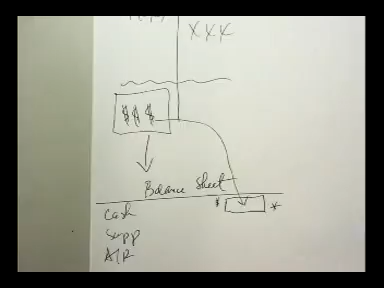 XXX
$ $ $
Balance Sheet
$ *
Cash
Supp
A/R